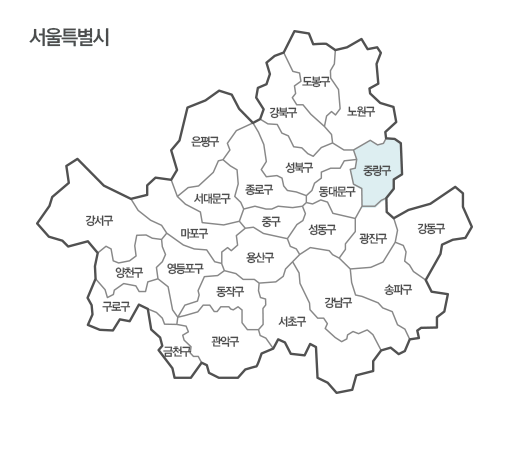 서울특별시
도봉구
강북구
노원구
은평구
성북구
중랑구
서대문구
종로구
동대문구
강서구
마포구
중구
성동구
광진구
강동구
양천구
영등포구
용산구
구로구
동작구
강남구
송파구
금천구
관악구
서초구